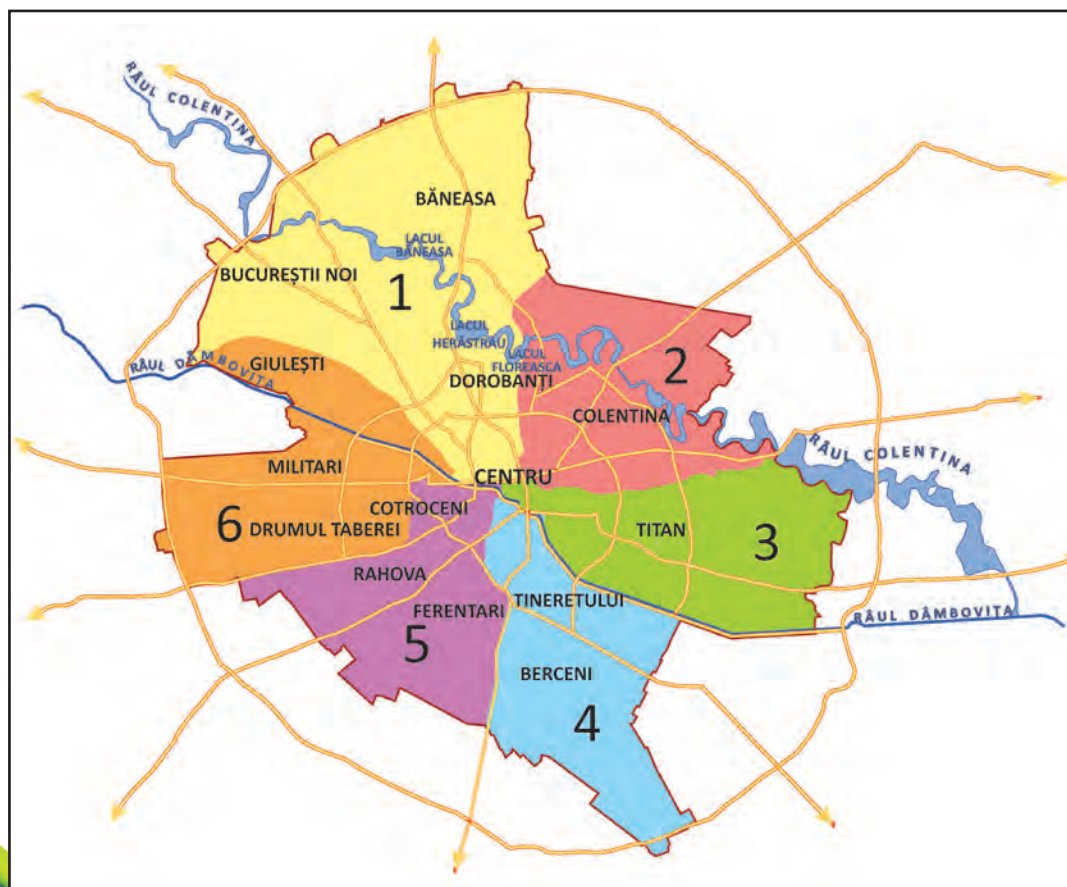 RÂUL COLENTINA
BĂNEASA
LACUL
BĂNEASA
BUCUREȘTII NOI
1
LACUL
HERĂSTRĂU
LACUL
FLOREASCA
2
RÂUL DÂMBOVIȚA
GIULEȘTI
DOROBANȚI
COLENTINA
RÂUL COLENTINA
MILITARI
CENTRU
COTROCENI
6
DRUMUL TABEREI
TITAN
3
RAHOVA
FERENTARI
TINERETULUI
RÂUL DÂMBOVIȚA
5
BERCENI
4